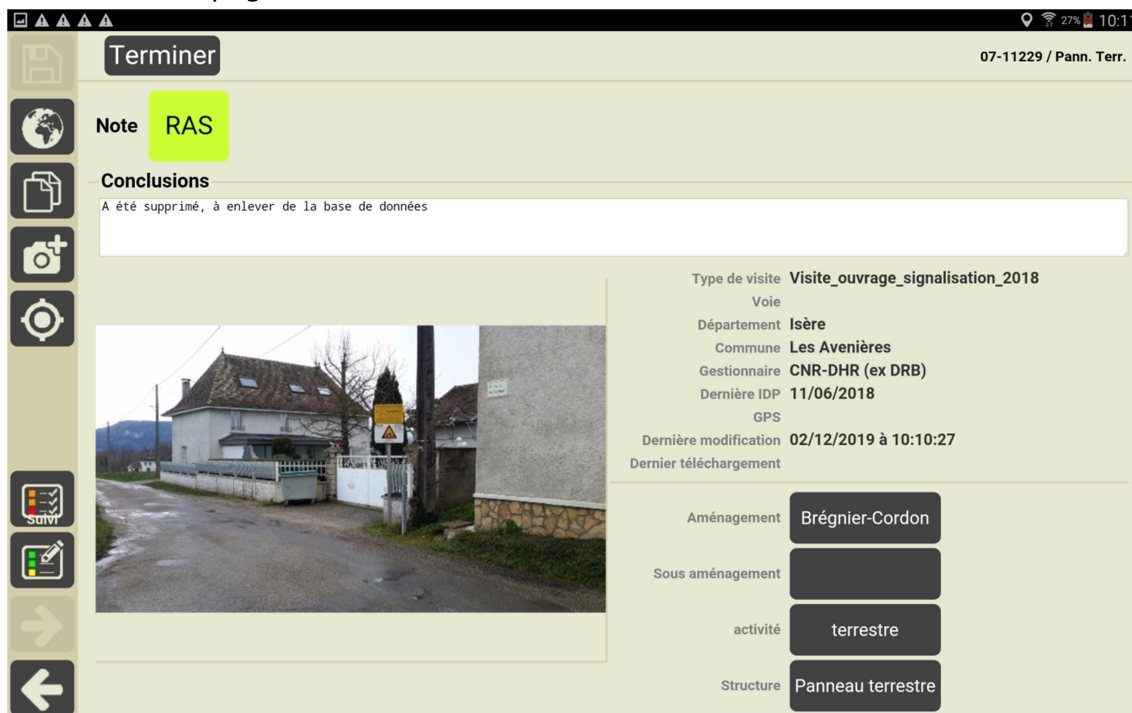 27% 10:11
Terminer
07-11229 / Pann. Terr.
Note RAS
Conclusions
A été supprimé, à enlever de la base de données
Type de visite Visite_ouvrage_signalisation_2018
Voie
Département Isère
Commune Les Avenières
Gestionnaire CNR-DHR (ex DRB)
Dernière IDP 11/06/2018
GPS
Dernière modification 02/12/2019 à 10:10:27
Dernier téléchargement
Suivi
Aménagement Brégnier-Cordon
Sous aménagement
activité terrestre
Structure Panneau terrestre